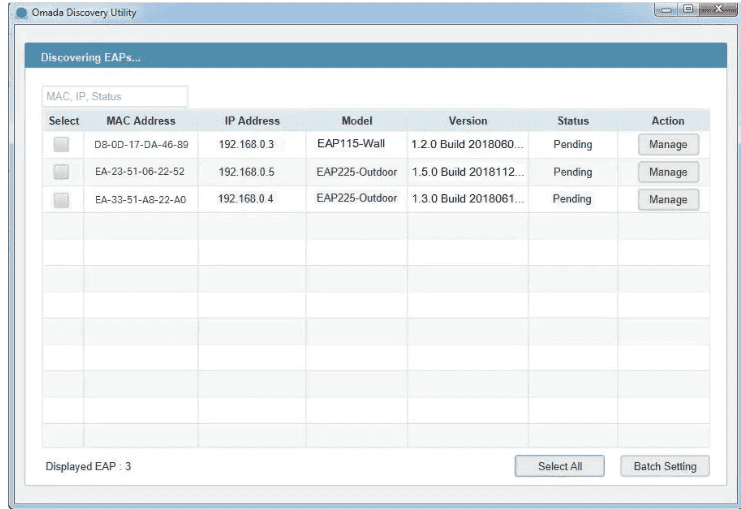 Omada Discovery Utility
Discovering EAPs...
MAC, IP, Status
Select MAC Address IP Address Model Version Status Action
D8-0D-17-DA-46-89 192.168.0.3 EAP115-Wall 1.2.0 Build 2018060... Pending Manage
EA-23-51-06-22-52 192.168.0.5 EAP225-Outdoor 1.5.0 Build 2018112... Pending Manage
EA-33-51-A8-22-A0 192.168.0.4 EAP225-Outdoor 1.3.0 Build 2018061... Pending Manage
Displayed EAP : 3 Select All Batch Setting